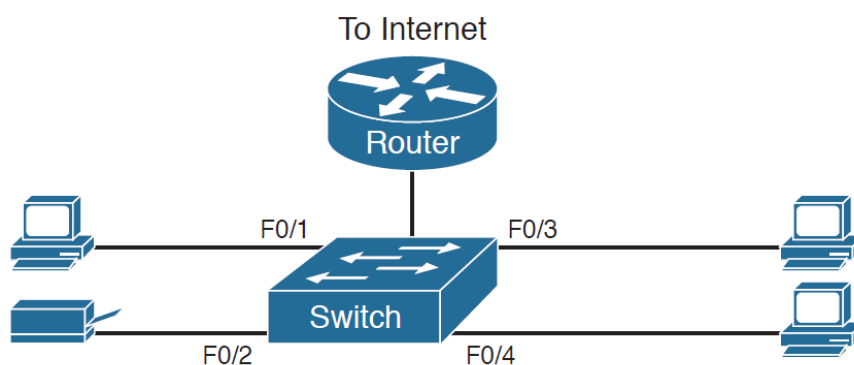 To Internet
Router
F0/1
F0/3
Switch
F0/2
F0/4